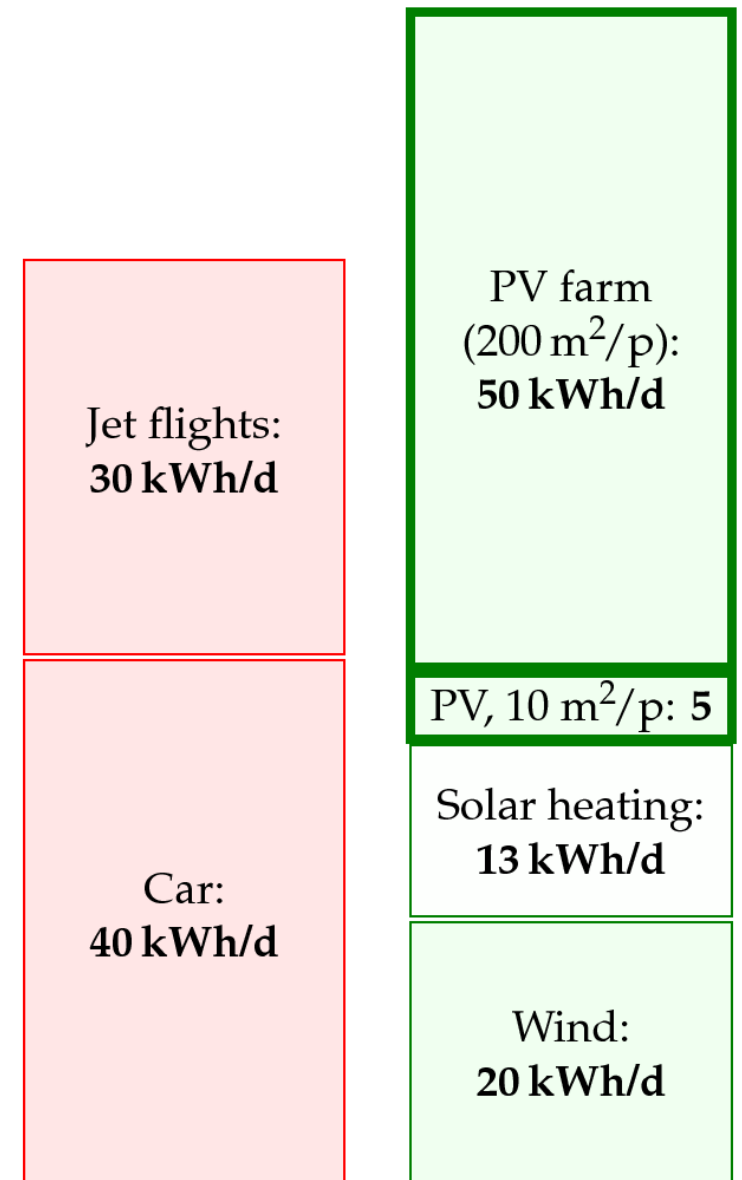 Jet flights:
30 kWh/d
Car:
40 kWh/d
PV farm
(200 m²/p):
50 kWh/d
PV, 10 m²/p: 5
Solar heating:
13 kWh/d
Wind:
20 kWh/d